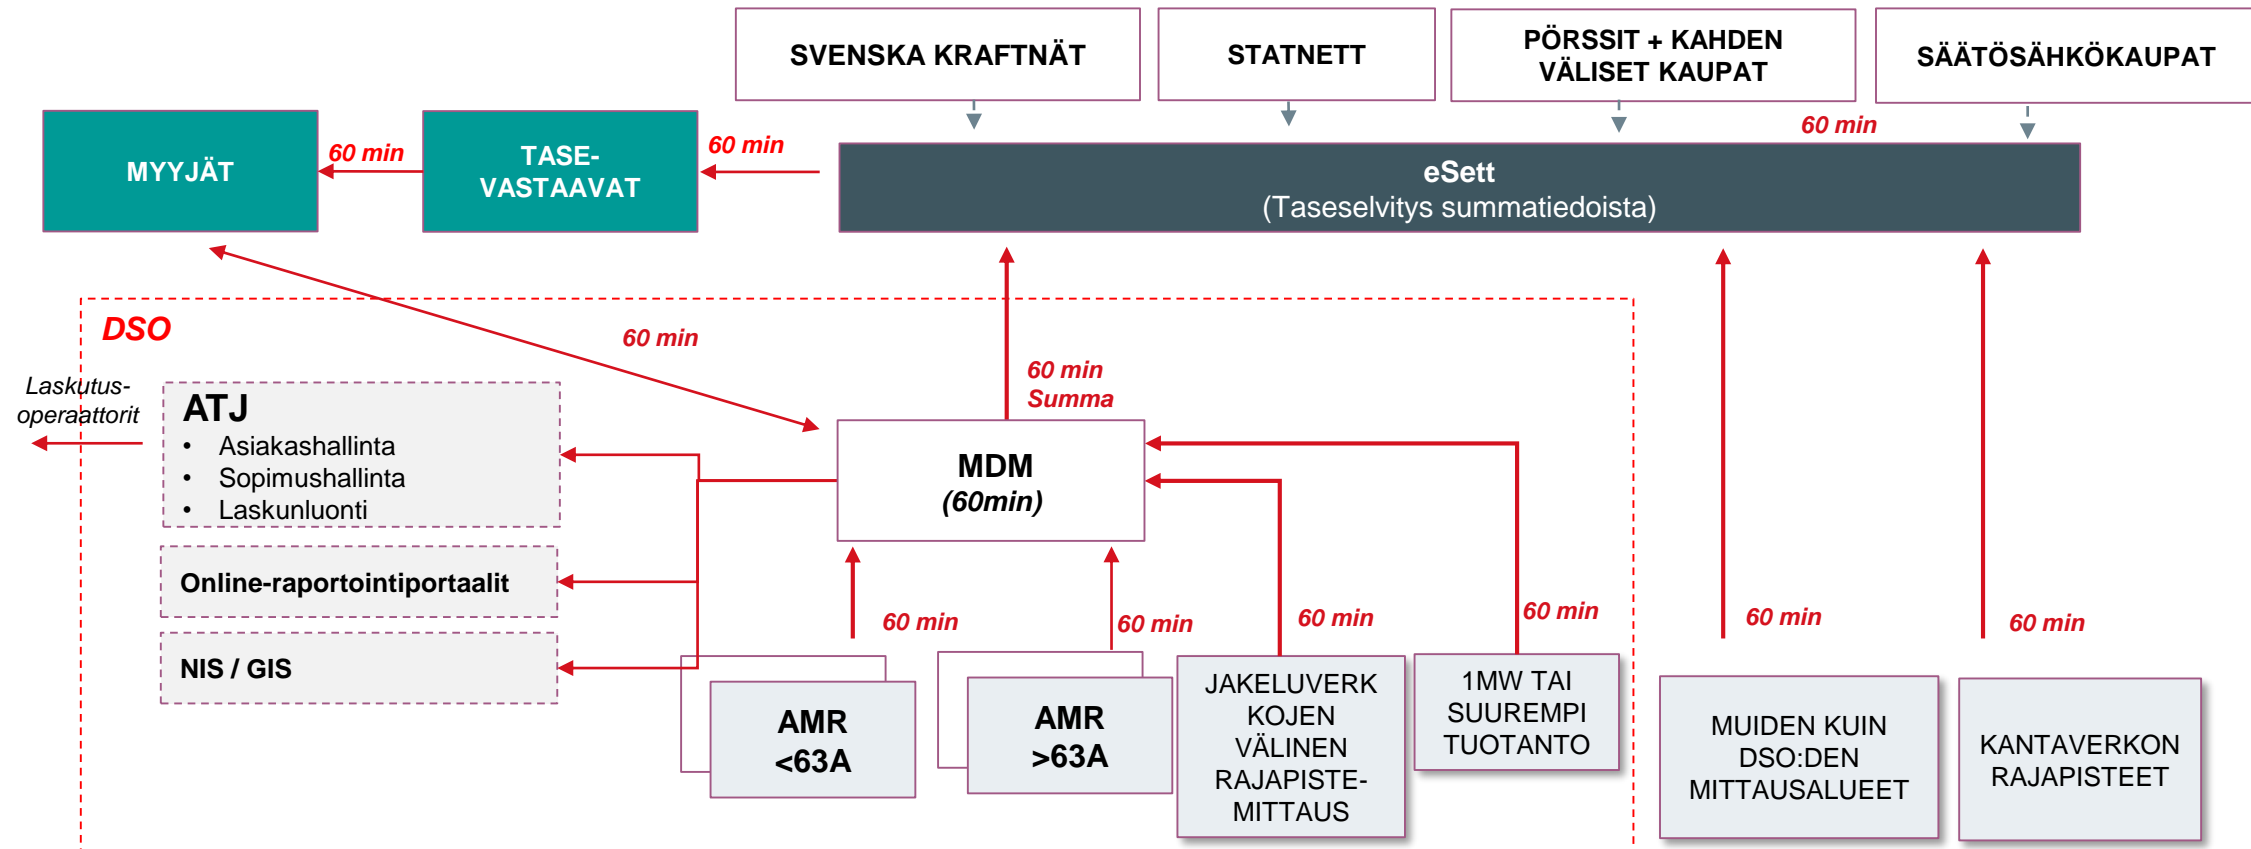 SVENSKA KRAFTNÄT
STATNETT
PÖRSSIT + KAHDEN
VÄLISET KAUPAT
SÄÄTÖSÄHKÖKAUPAT
60 min
MYYJÄT
60 min
TASE-
VASTAAVAT
60 min
eSett
(Taseselvitys summatiedoista)
DSO
60 min
60 min
Summa
Laskutus-
operaattorit
ATJ
• Asiakashallinta
• Sopimushallinta
• Laskunluonti
MDM
(60min)
Online-raportointiportaalit
NIS / GIS
60 min
60 min
60 min
60 min
60 min
60 min
AMR
<63A
AMR
>63A
JAKELUVERK
KOJEN
VÄLINEN
RAJAPISTE-
MITTAUS
1MW TAI
SUUREMPI
TUOTANTO
MUIDEN KUIN
DSO:DEN
MITTAUSALUEET
KANTAVERKON
RAJAPISTEET